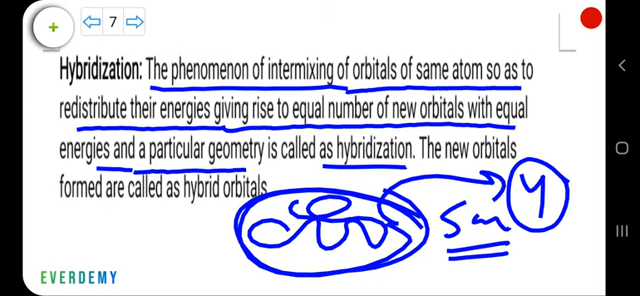 7
Hybridization: The phenomenon of intermixing of orbitals of same atom so as to
redistribute their energies giving rise to equal number of new orbitals with equal
energies and a particular geometry is called as hybridization. The new orbitals
formed are called as hybrid orbitals.
EVERDEMY